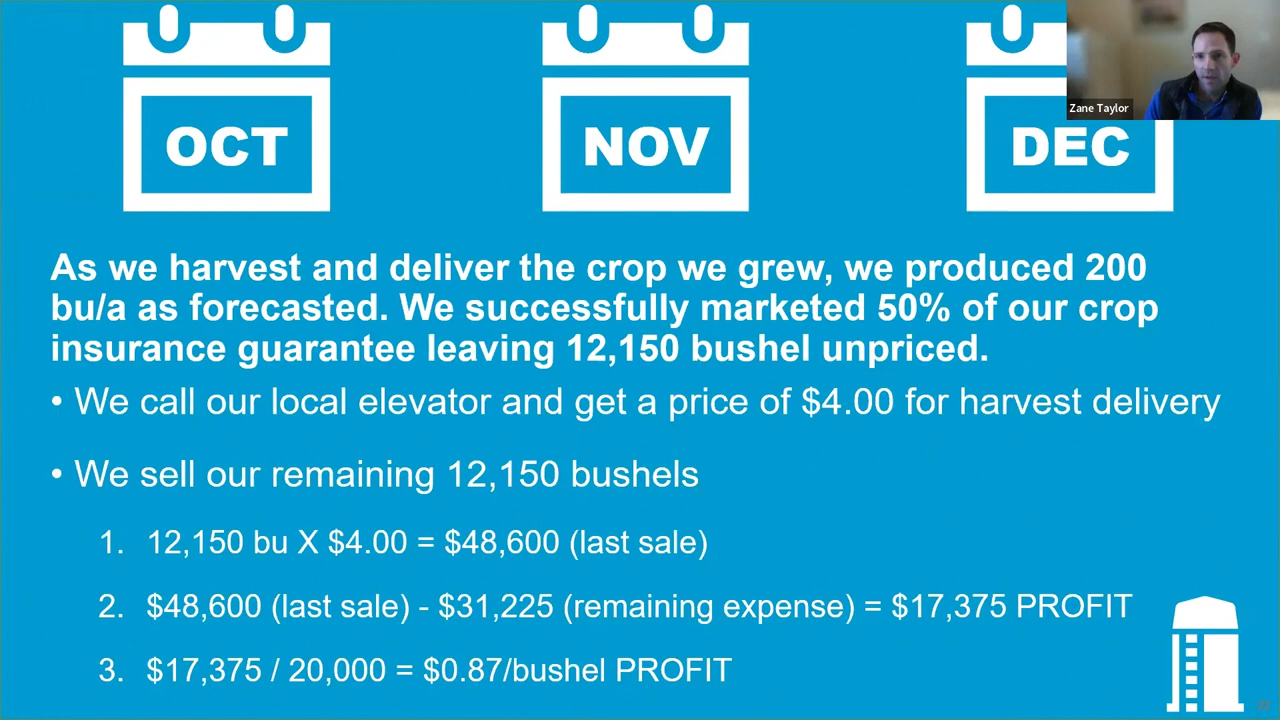 OCT
NOV
DEC
Zane Taylor
As we harvest and deliver the crop we grew, we produced 200
bu/a as forecasted. We successfully marketed 50% of our crop
insurance guarantee leaving 12,150 bushel unpriced.
• We call our local elevator and get a price of $4.00 for harvest delivery
• We sell our remaining 12,150 bushels
1. 12,150 bu X $4.00 = $48,600 (last sale)
2. $48,600 (last sale) - $31,225 (remaining expense) = $17,375 PROFIT
3. $17,375 / 20,000 = $0.87/bushel PROFIT